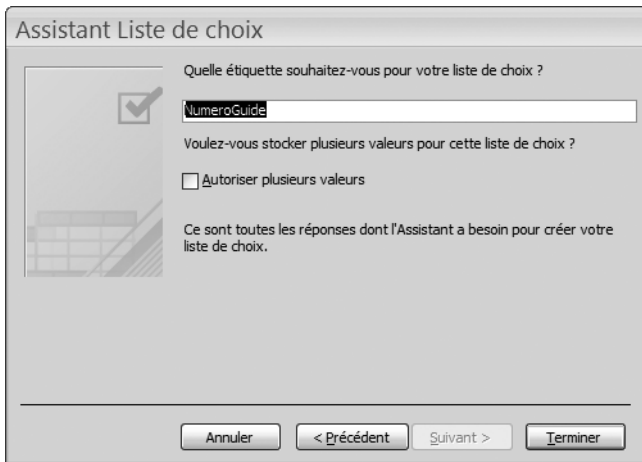 Assistant Liste de choix
Quelle étiquette souhaitez-vous pour votre liste de choix ?
NumeroGuide
Voulez-vous stocker plusieurs valeurs pour cette liste de choix ?
Autoriser plusieurs valeurs
Ce sont toutes les réponses dont l'Assistant a besoin pour créer votre
liste de choix.
Annuler < Précédent Suivant > Terminer